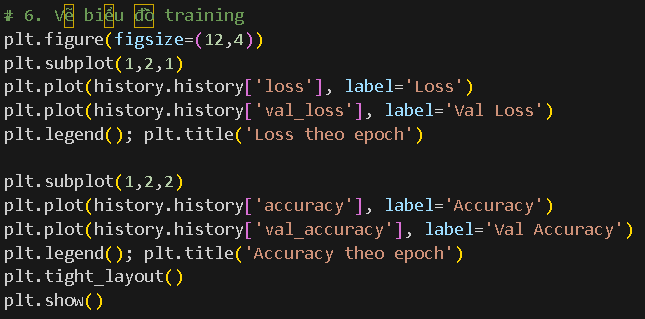 # 6. Vẽ biểu đồ training
plt.figure(figsize=(12,4))
plt.subplot(1,2,1)
plt.plot(history.history['loss'], label='Loss')
plt.plot(history.history['val_loss'], label='Val Loss')
plt.legend(); plt.title('Loss theo epoch')

plt.subplot(1,2,2)
plt.plot(history.history['accuracy'], label='Accuracy')
plt.plot(history.history['val_accuracy'], label='Val Accuracy')
plt.legend(); plt.title('Accuracy theo epoch')
plt.tight_layout()
plt.show()